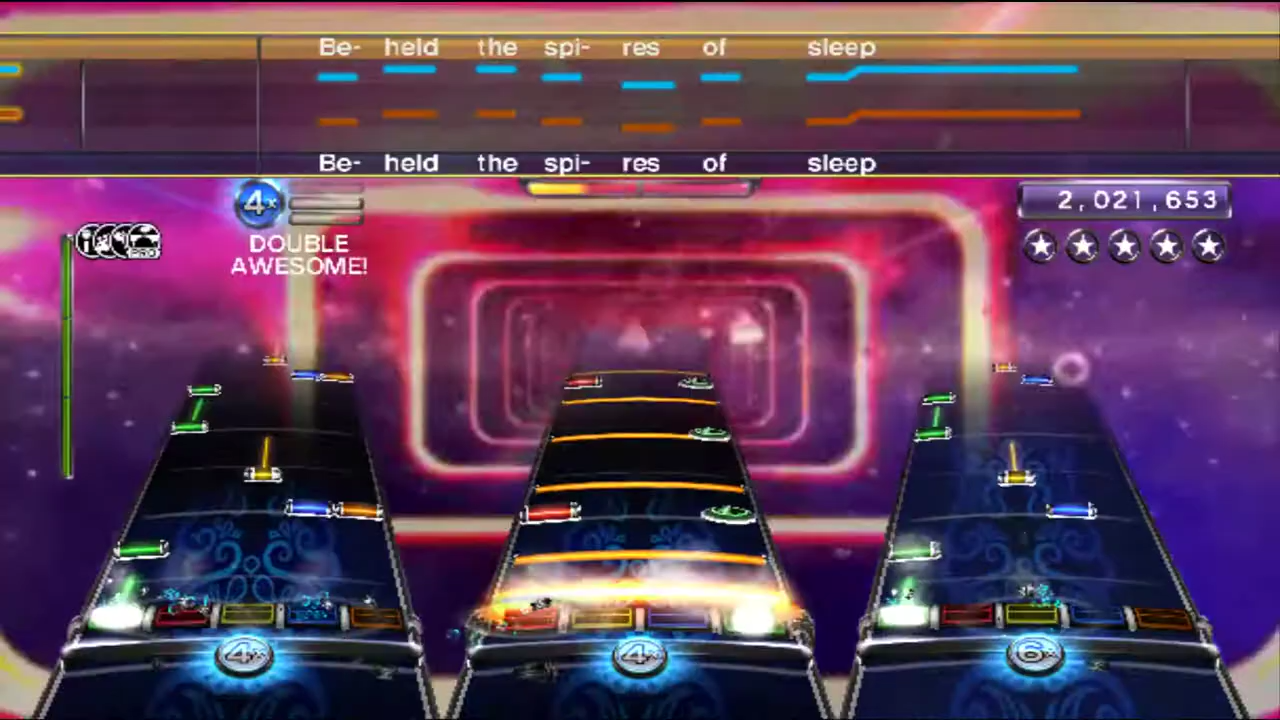 Be- held the spi- res of sleep
Be- held the spi- res of sleep
4x
2,021,653
DOUBLE
AWESOME!
4x
4x
6x